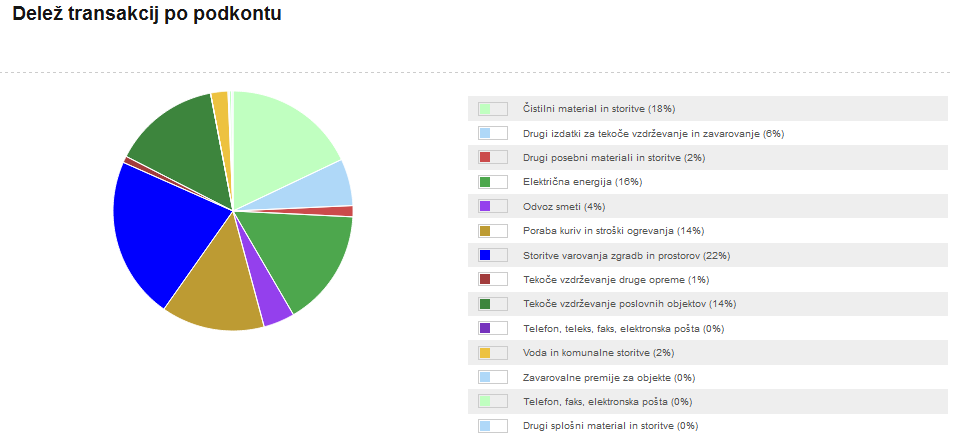 Delež transakcij po podkontu
Čistilni material in storitve (18%)
Drugi izdatki za tekoče vzdrževanje in zavarovanje (6%)
Drugi posebni materiali in storitve (2%)
Električna energija (16%)
Odvoz smeti (4%)
Poraba kuriv in stroški ogrevanja (14%)
Storitve varovanja zgradb in prostorov (22%)
Tekoče vzdrževanje druge opreme (1%)
Tekoče vzdrževanje poslovnih objektov (14%)
Telefon, teleks, faks, elektronska pošta (0%)
Voda in komunalne storitve (2%)
Zavarovalne premije za objekte (0%)
Telefon, faks, elektronska pošta (0%)
Drugi splošni material in storitve (0%)